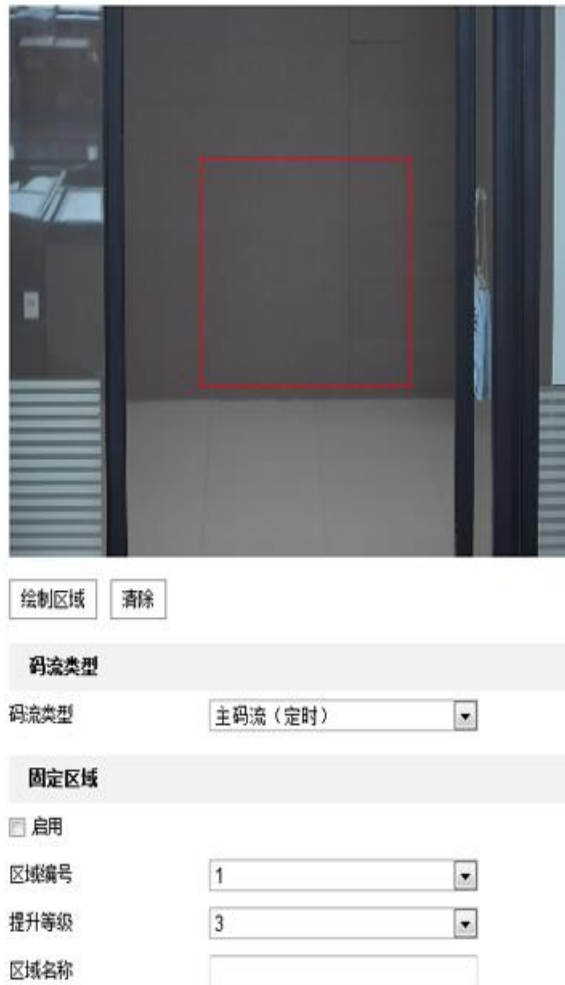 绘制区域 清除
码流类型
码流类型 主码流（定时）
固定区域
启用
区域编号 1
提升等级 3
区域名称